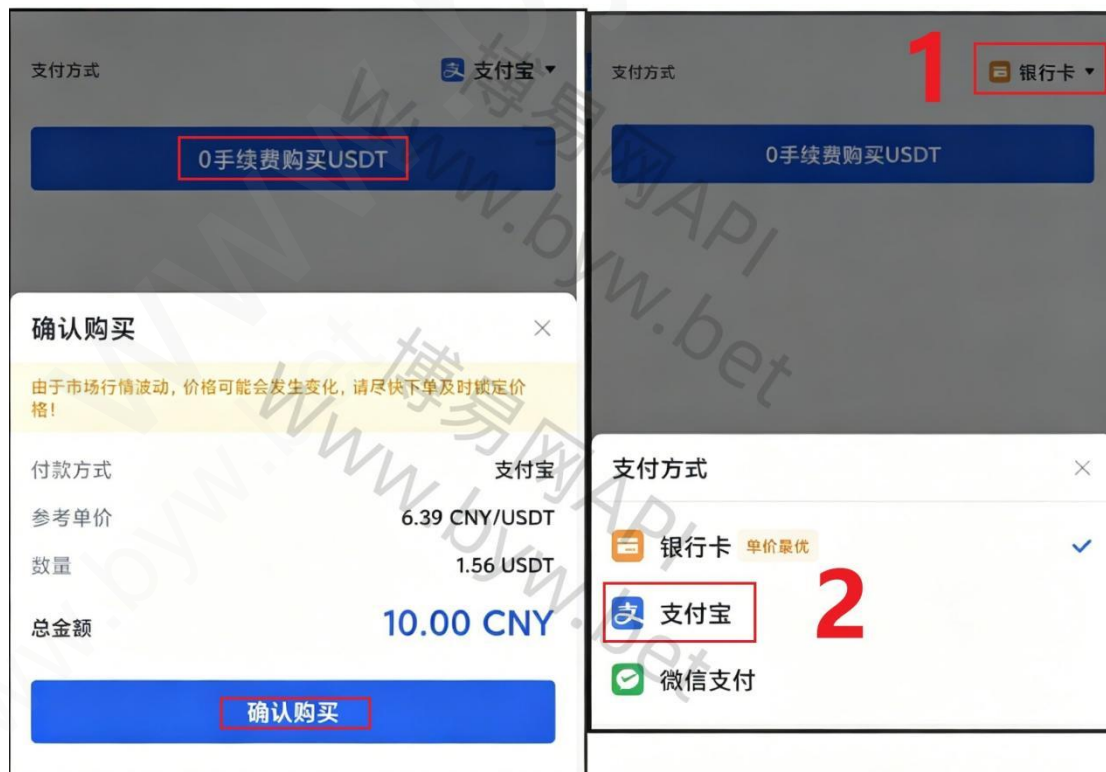 支付方式
支付宝
0手续费购买USDT
确认购买
由于市场行情波动, 价格可能会发生变化, 请尽快下单及时锁定价
格!
付款方式
支付宝
参考单价
6.39 CNY/USDT
数量
1.56 USDT
总金额
10.00 CNY
确认购买
支付方式
1
银行卡
0手续费购买USDT
支付方式
银行卡 单价最优
支付宝
2
微信支付
博易网API
www.byw.bet
博易网API
www.byw.bet
www.byw.bet